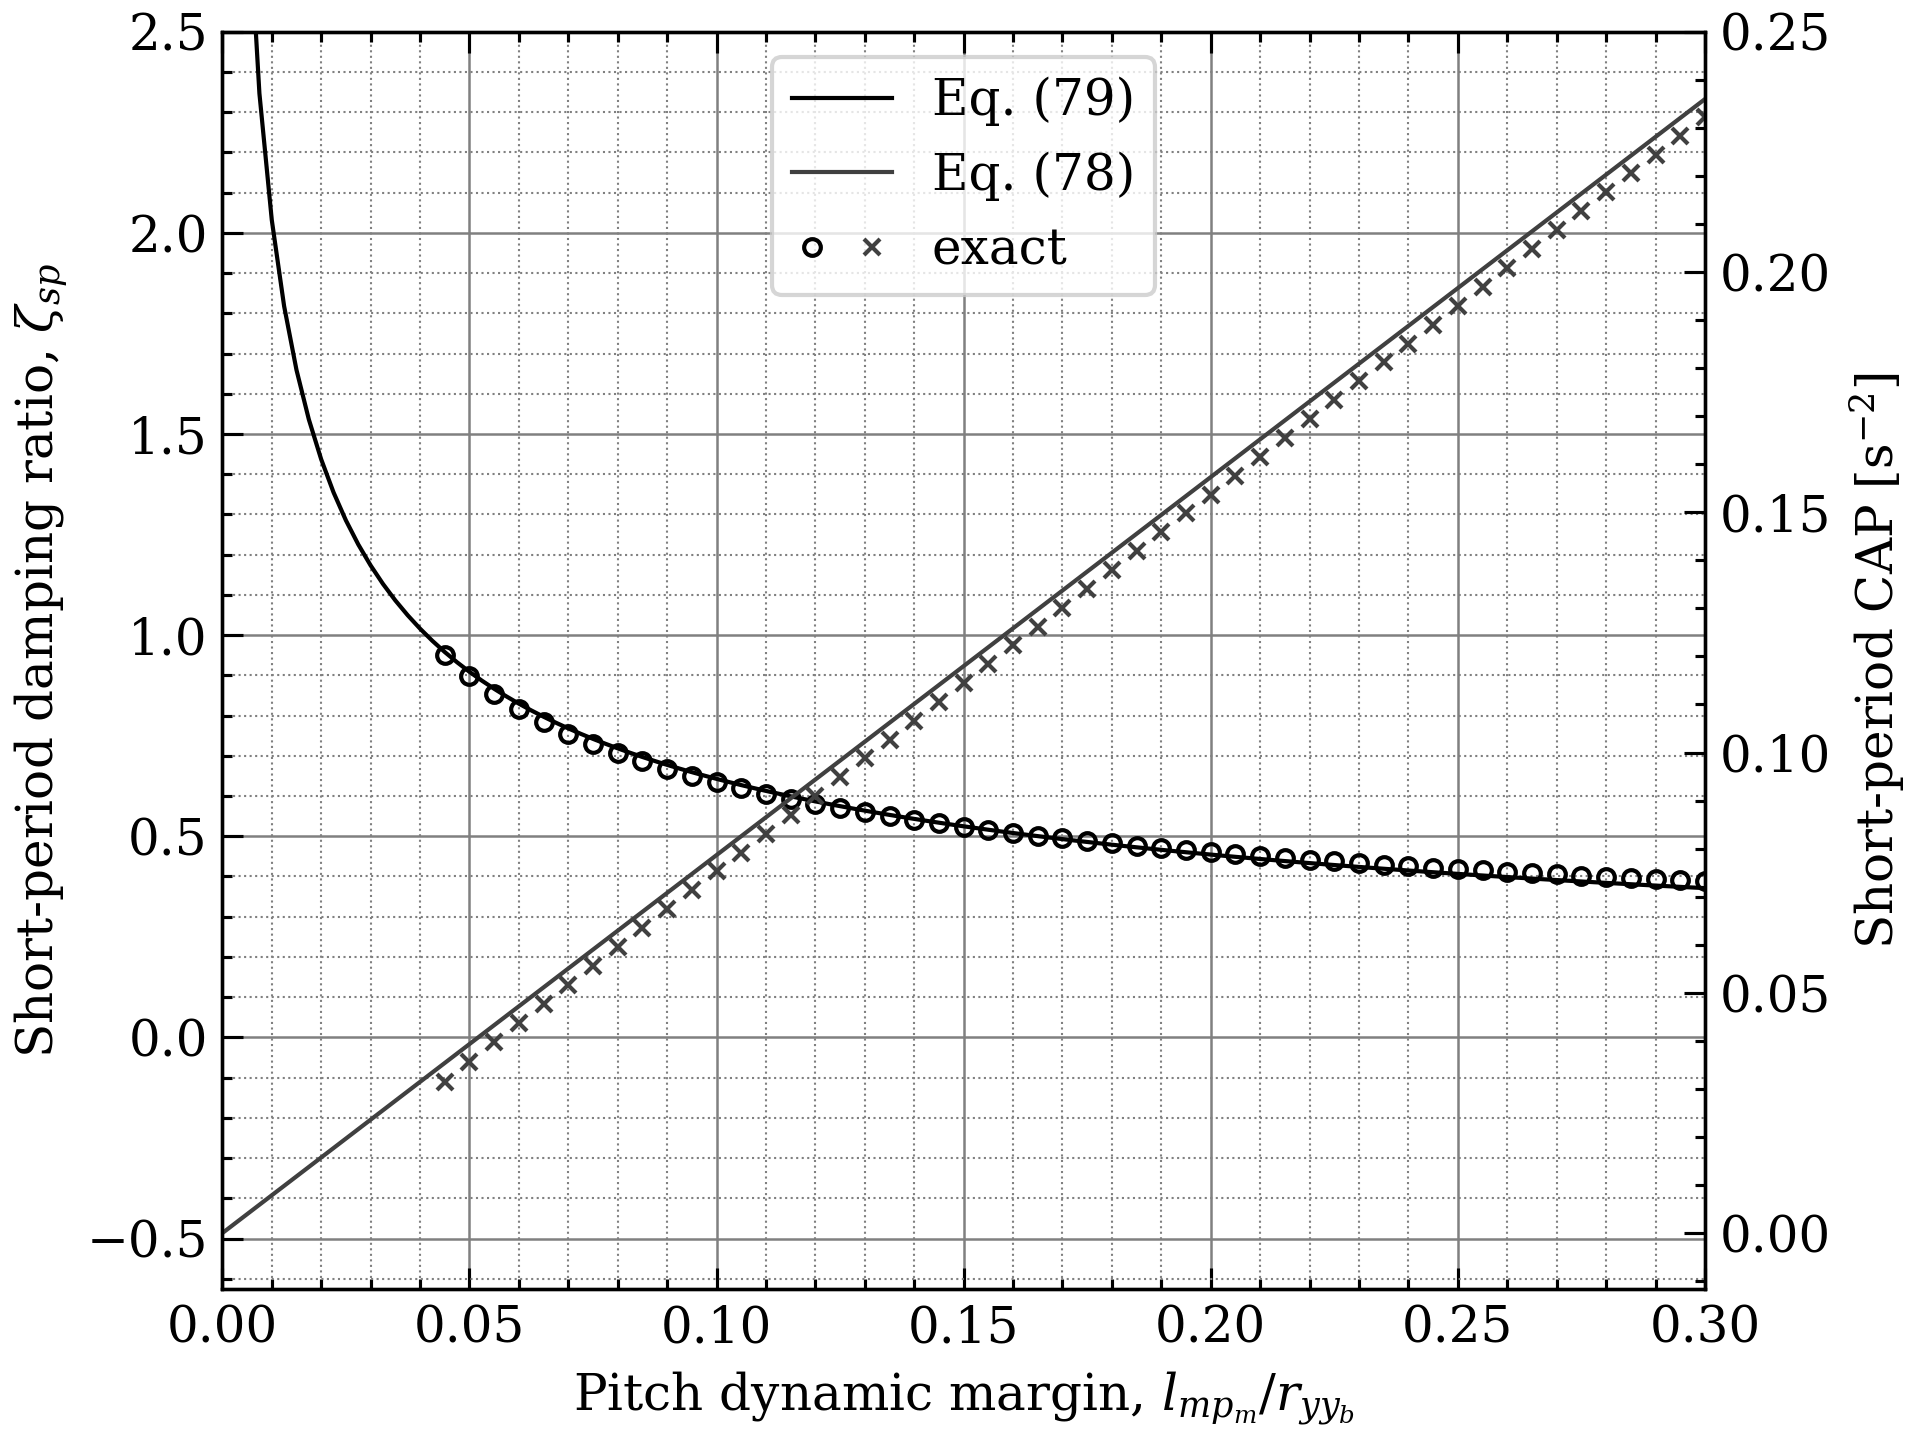 2.5
2.0
1.5
1.0
0.5
0.0
−0.5
Short-period damping ratio, ζsp
Eq. (79)
Eq. (78)
exact
0.25
0.20
0.15
0.10
0.05
0.00
Short-period CAP [s−2]
0.00 0.05 0.10 0.15 0.20 0.25 0.30
Pitch dynamic margin, lmpm/ryyb